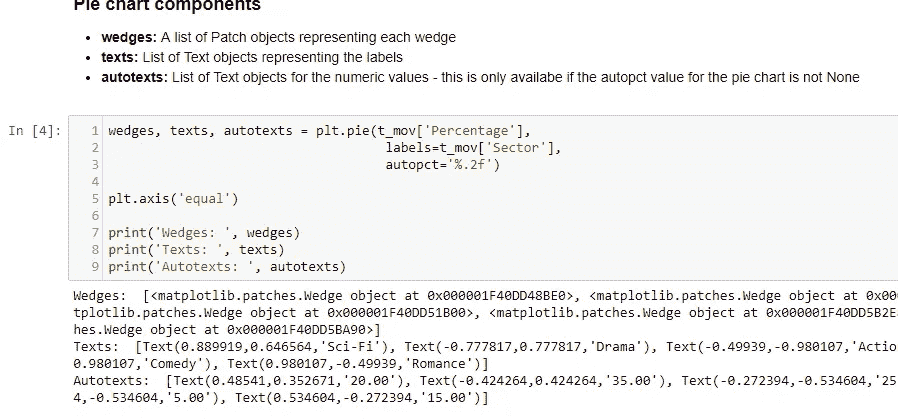 Pie chart components
wedges: A list of Patch objects representing each wedge
texts: List of Text objects representing the labels
autotexts: List of Text objects for the numeric values - this is only availabe if the autopct value for the pie chart is not None
In [4]:
1 wedges, texts, autotexts = plt.pie(t_mov['Percentage'],
2 labels=t_mov['Sector'],
3 autopct='%.2f')
4
5 plt.axis('equal')
6
7 print('Wedges: ', wedges)
8 print('Texts: ', texts)
9 print('Autotexts: ', autotexts)
Wedges:  [<matplotlib.patches.Wedge object at 0x000001F40DD48BE0>, <matplotlib.patches.Wedge object at 0x00
tplotlib.patches.Wedge object at 0x000001F40DD51B00>, <matplotlib.patches.Wedge object at 0x000001F40DD5B2E
hes.Wedge object at 0x000001F40DD5BA90>]
Texts:  [Text(0.889919,0.646564,'Sci-Fi'), Text(-0.777817,0.777817,'Drama'), Text(-0.49939,-0.980107,'Actio
0.980107,'Comedy'), Text(0.980107,-0.49939,'Romance')]
Autotexts:  [Text(0.48541,0.352671,'20.00'), Text(-0.424264,0.424264,'35.00'), Text(-0.272394,-0.534604,'25
4,-0.534604,'5.00'), Text(0.534604,-0.272394,'15.00')]